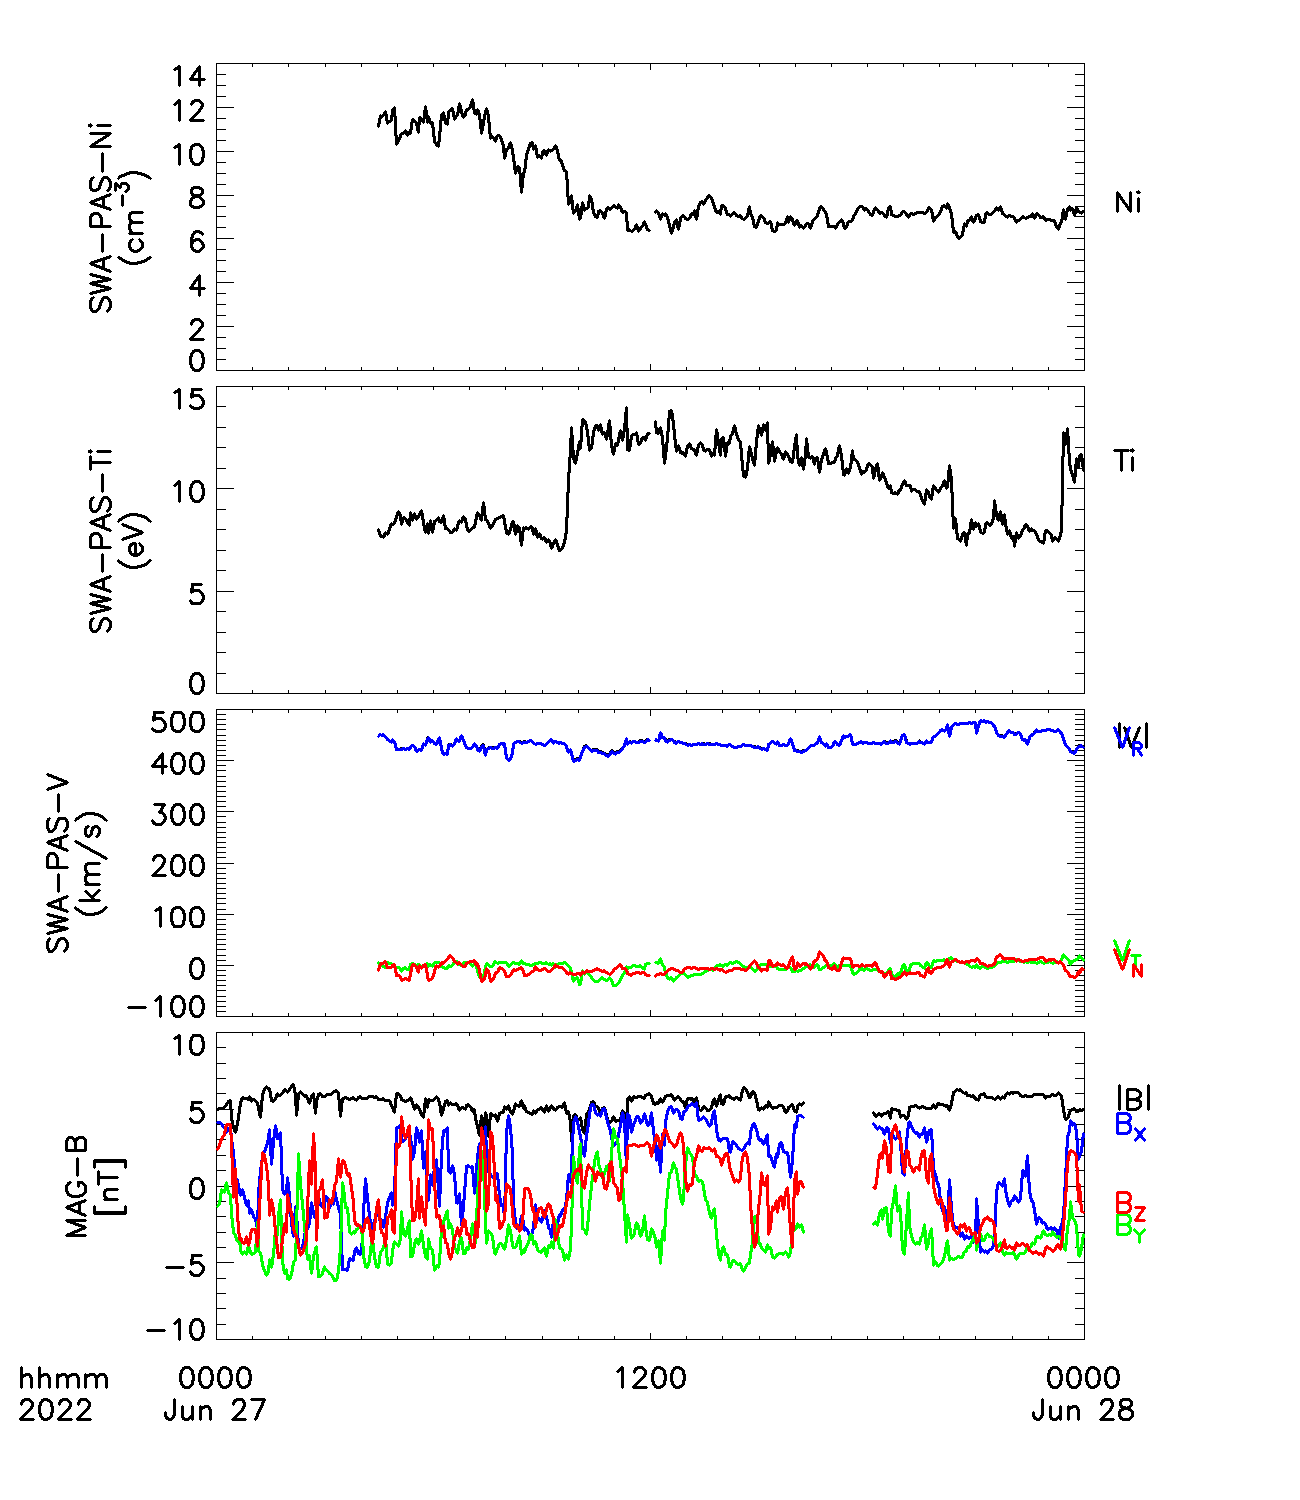 14
12
10
8
6
4
2
0
SWA-PAS-Ni
(cm-3)
Ni
15
10
5
0
SWA-PAS-Ti
(eV)
Ti
500
400
300
200
100
0
-100
SWA-PAS-V
(km/s)
|V|
VR
VT
VN
10
5
0
-5
-10
MAG-B
[nT]
|B|
BX
BZ
BY
hhmm 0000 1200 0000
2022 Jun 27 Jun 28